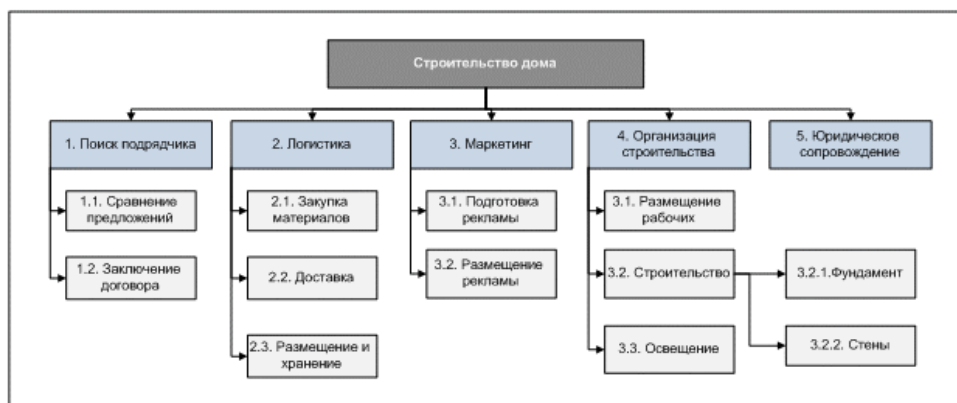 Строительство дома
1. Поиск подрядчика
2. Логистика
3. Маркетинг
4. Организация
строительства
5. Юридическое
сопровождение
1.1. Сравнение
предложений
1.2. Заключение
договора
2.1. Закупка
материалов
2.2. Доставка
2.3. Размещение и
хранение
3.1. Подготовка
рекламы
3.2. Размещение
рекламы
3.1. Размещение
рабочих
3.2. Строительство
3.3. Освещение
3.2.1.Фундамент
3.2.2. Стены